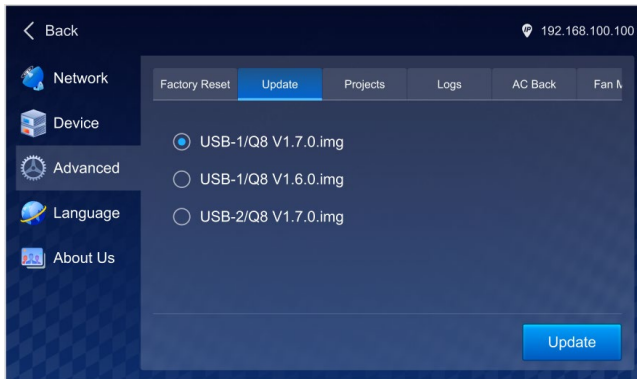 Back
192.168.100.100
Network
Device
Advanced
Language
About Us
Factory Reset
Update
Projects
Logs
AC Back
Fan M
USB-1/Q8 V1.7.0.img
USB-1/Q8 V1.6.0.img
USB-2/Q8 V1.7.0.img
Update